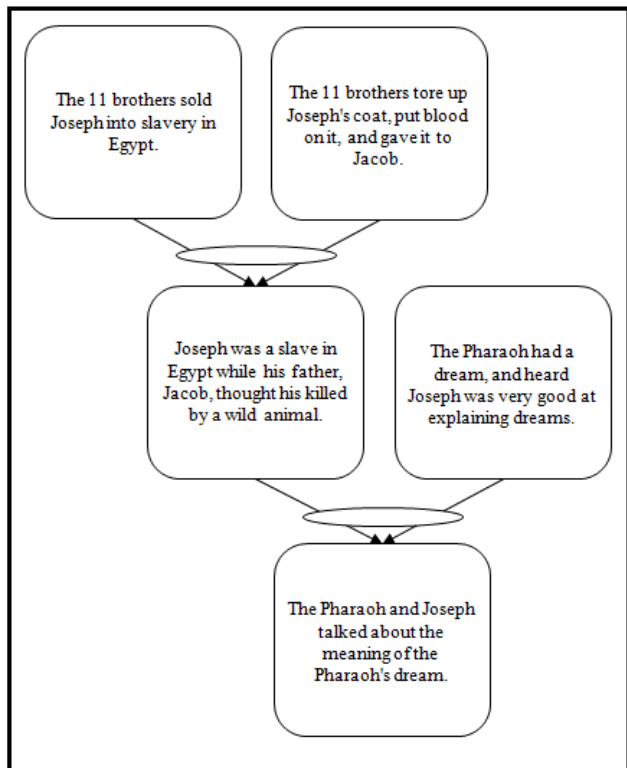 The 11 brothers sold
Joseph into slavery in
Egypt.
The 11 brothers tore up
Joseph's coat, put blood
on it, and gave it to
Jacob.
Joseph was a slave in
Egypt while his father,
Jacob, thought his killed
by a wild animal.
The Pharaoh had a
dream, and heard
Joseph was very good at
explaining dreams.
The Pharaoh and Joseph
talked about the
meaning of the
Pharaoh's dream.